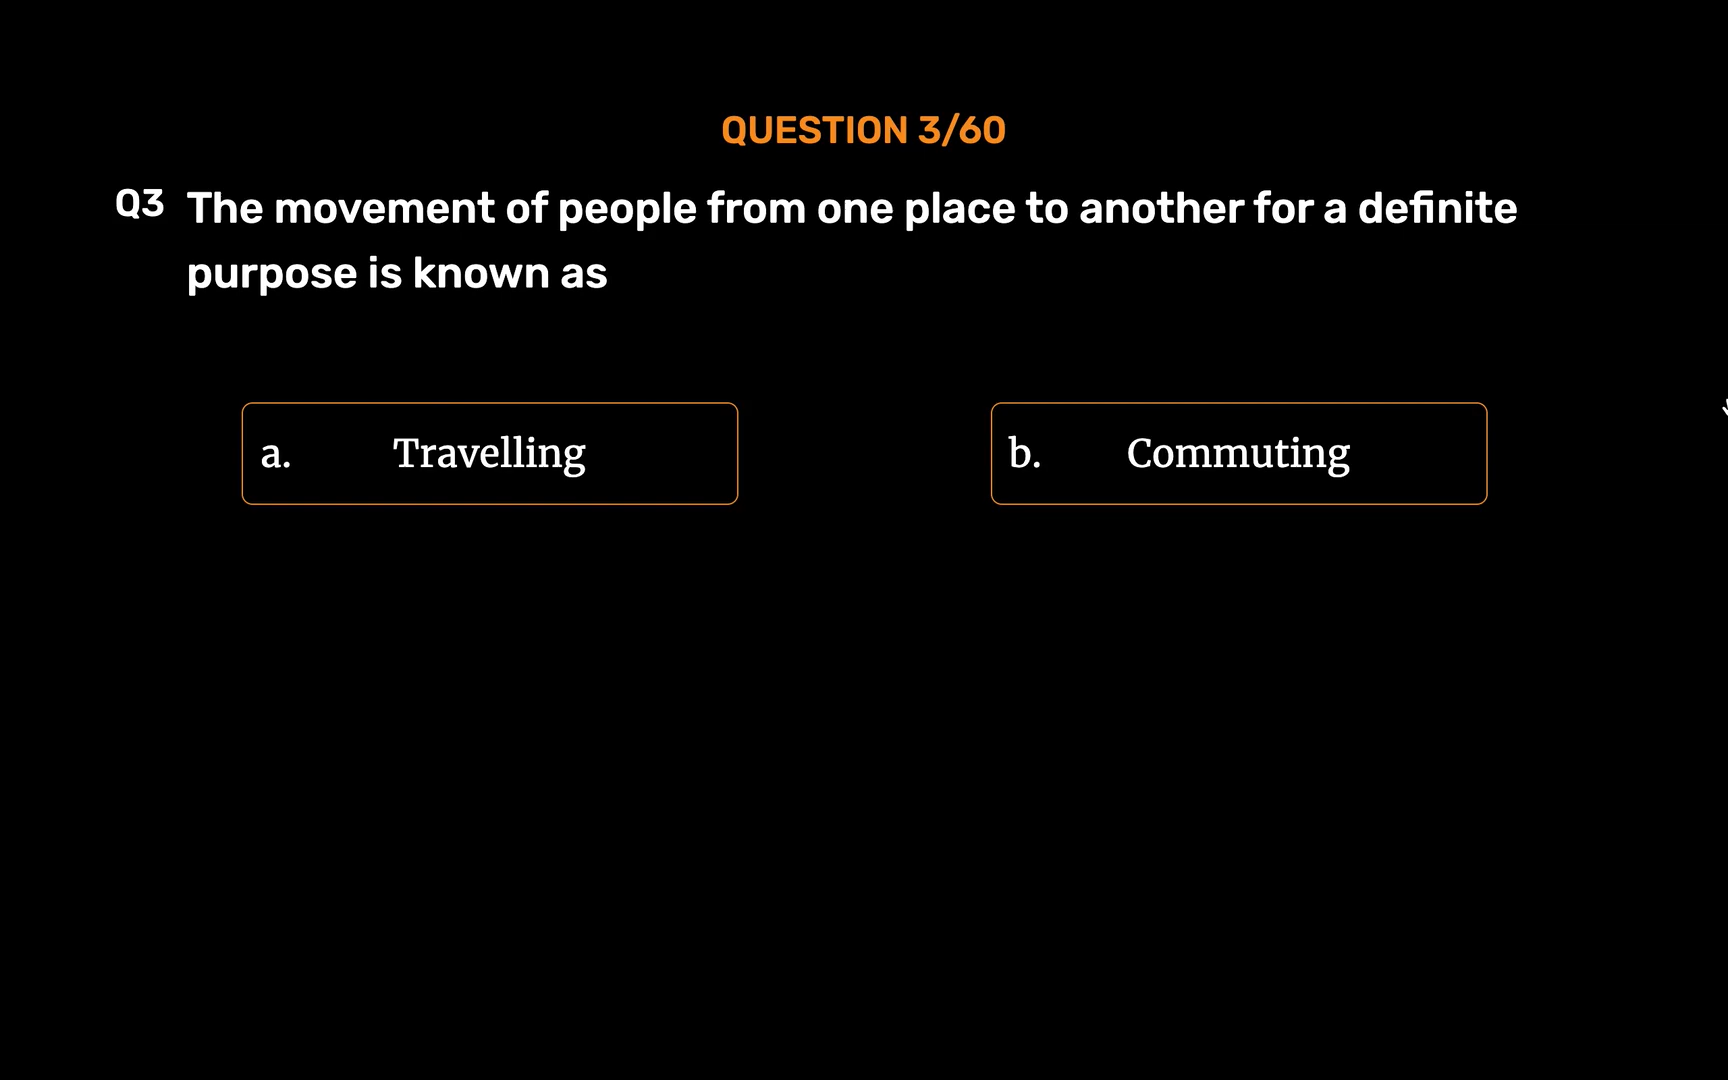 QUESTION 3/60
Q3 The movement of people from one place to another for a definite
purpose is known as
a. Travelling
b. Commuting